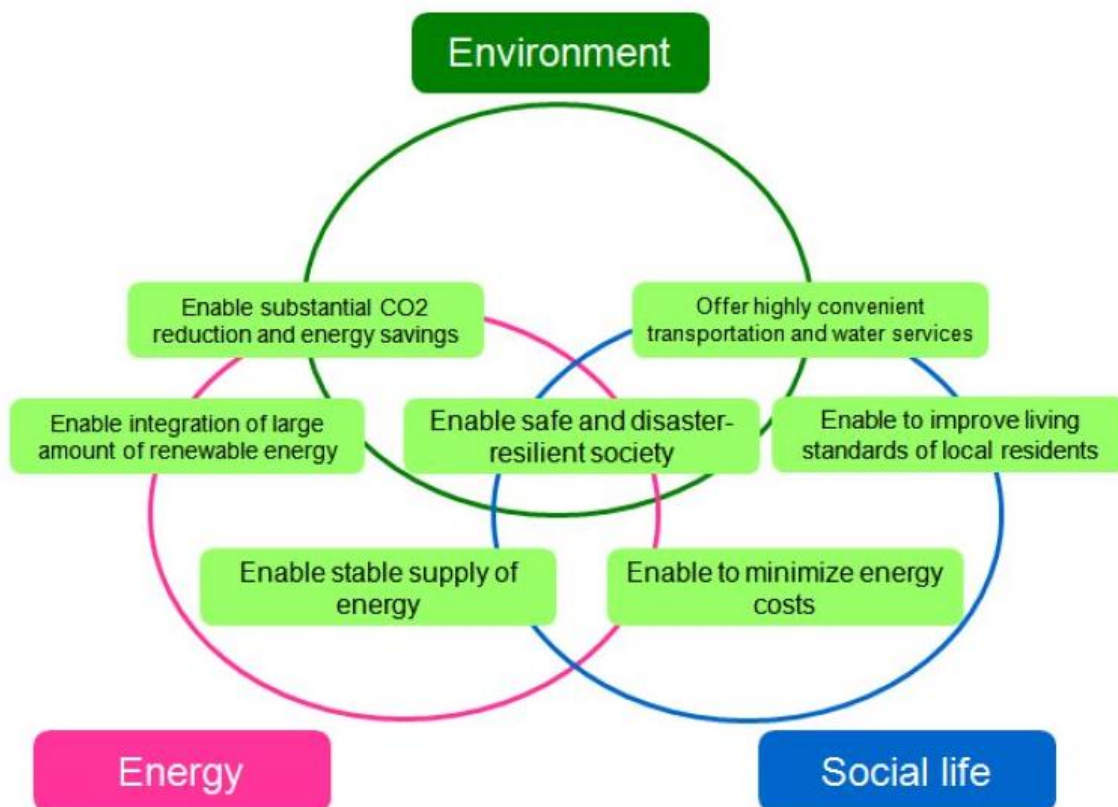 Environment
Enable substantial CO2
reduction and energy savings
Offer highly convenient
transportation and water services
Enable integration of large
amount of renewable energy
Enable safe and disaster-
resilient society
Enable to improve living
standards of local residents
Enable stable supply of
energy
Enable to minimize energy
costs
Energy
Social life